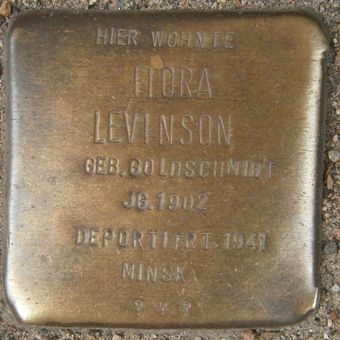 HIER WOHNTE
FLORA
LEVINSON
GEB. GOLDSCHMIDT
JG. 1902
DEPORTIERT 1941
MINSK
? ? ?